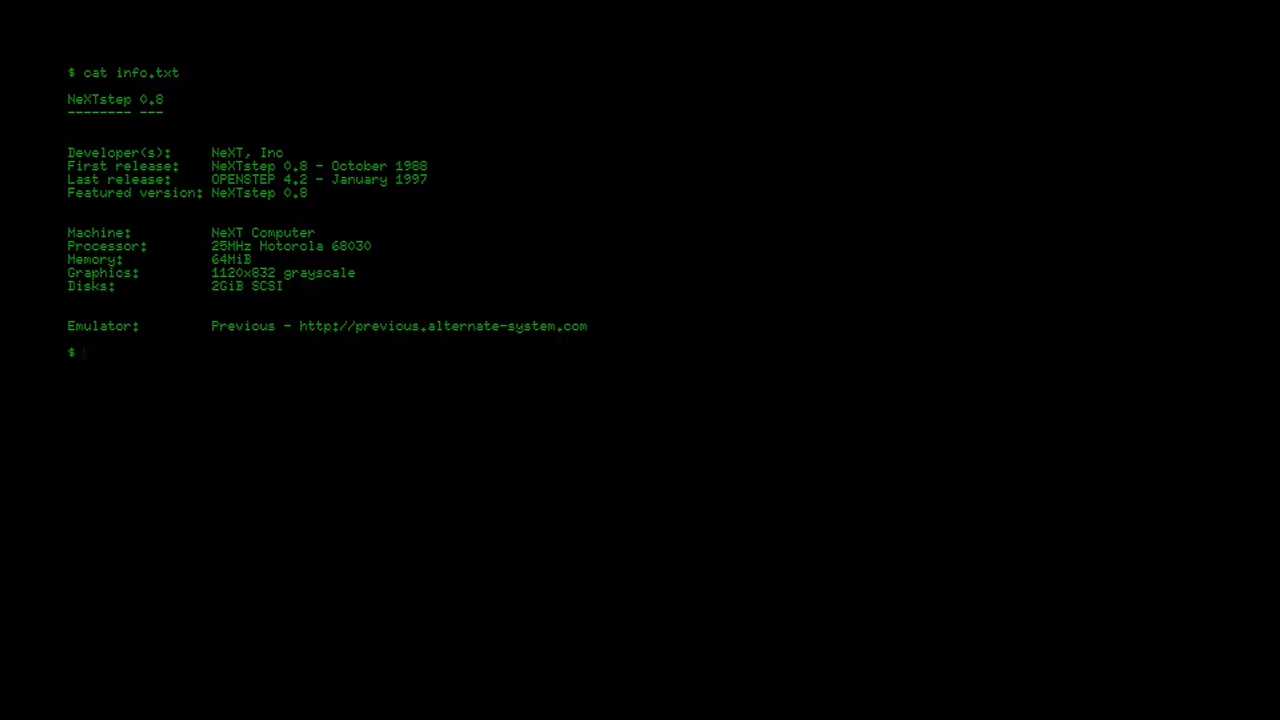 $ cat info.txt
NeXTstep 0.8
-------- ---
Developer(s): NeXT, Inc
First release: NeXTstep 0.8 - October 1988
Last release: OPENSTEP 4.2 - January 1997
Featured version: NeXTstep 0.8
Machine: NeXT Computer
Processor: 25MHz Motorola 68030
Memory: 64MiB
Graphics: 1120x832 grayscale
Disks: 2GiB SCSI
Emulator: Previous - http://previous.alternate-system.com
$